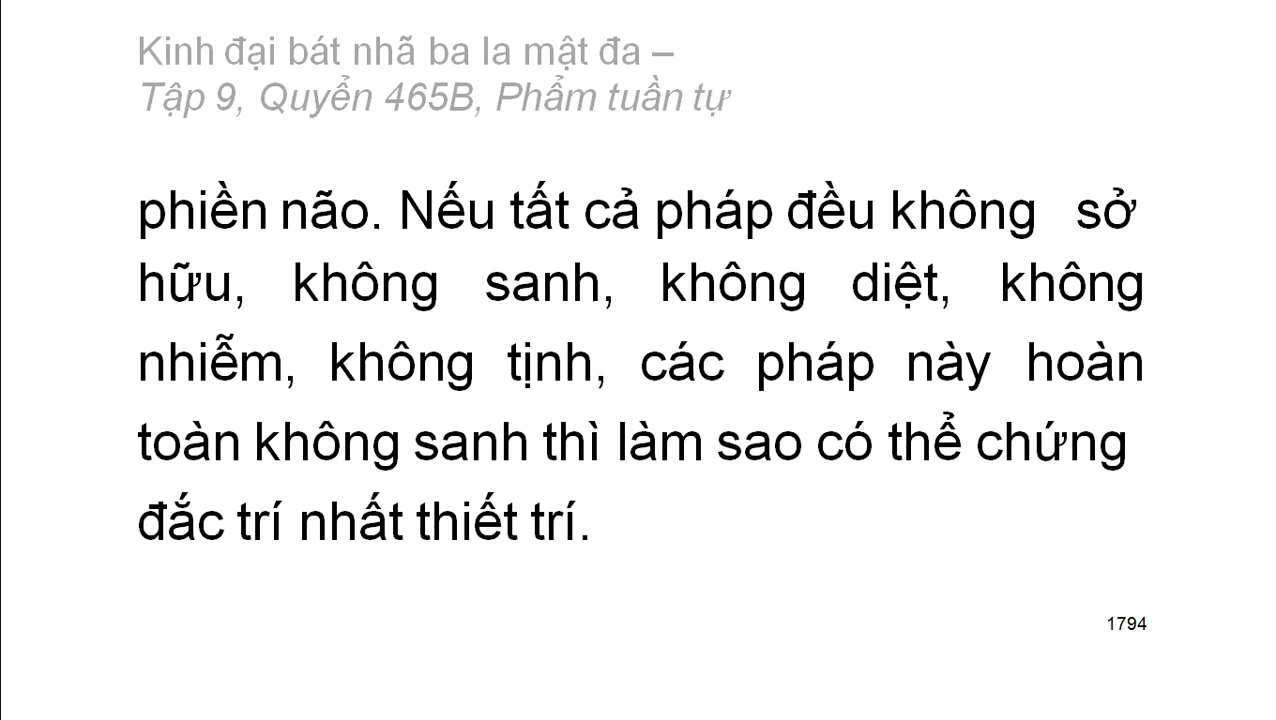 Kinh đại bát nhã ba la mật đa –
Tập 9, Quyển 465B, Phẩm tuần tự
phiền não. Nếu tất cả pháp đều không sở
hữu, không sanh, không diệt, không
nhiễm, không tịnh, các pháp này hoàn
toàn không sanh thì làm sao có thể chứng
đắc trí nhất thiết trí.
1794